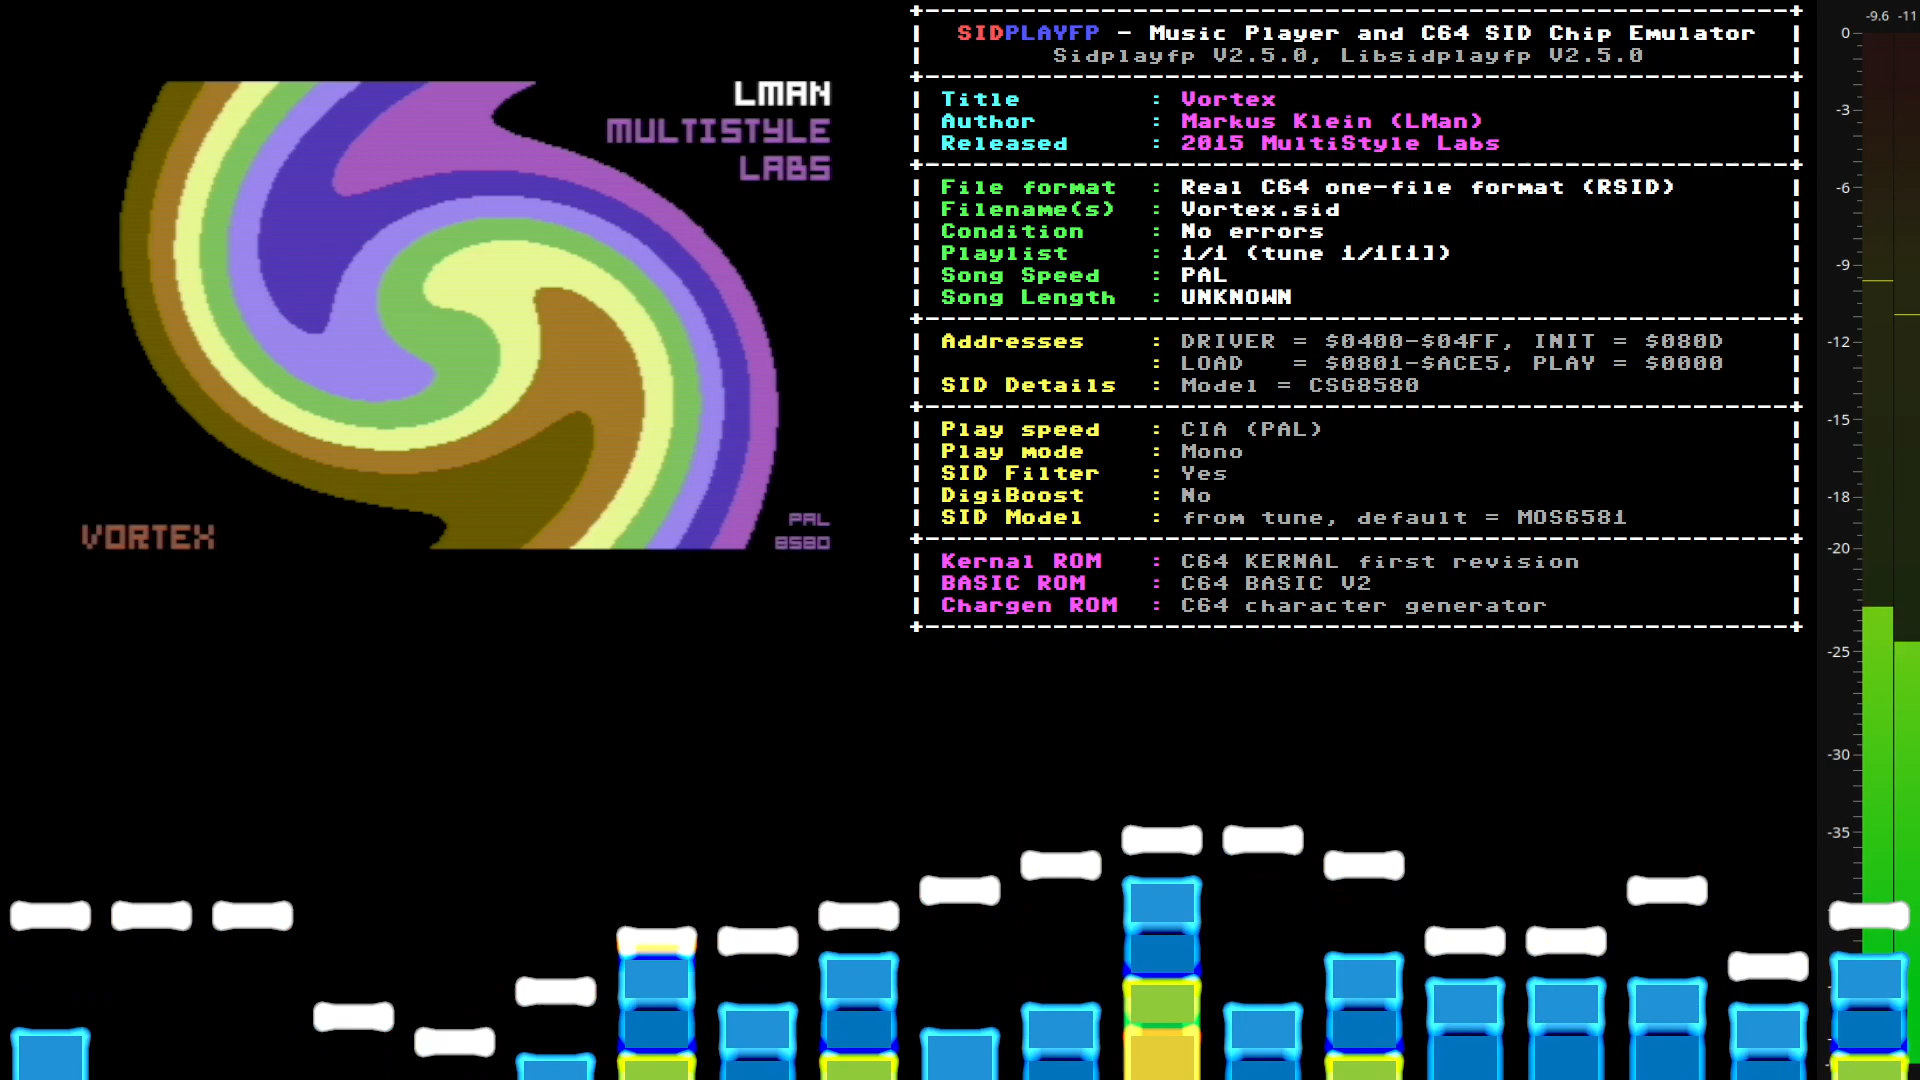 LMAN
MULTISTYLE
LABS
VORTEX
PAL
8580
SIDPLAYFP - Music Player and C64 SID Chip Emulator
Sidplayfp V2.5.0, Libsidplayfp V2.5.0
Title : Vortex
Author : Markus Klein (LMan)
Released : 2015 MultiStyle Labs
File format : Real C64 one-file format (RSID)
Filename(s) : Vortex.sid
Condition : No errors
Playlist : 1/1 (tune 1/1[1])
Song Speed : PAL
Song Length : UNKNOWN
Addresses : DRIVER = $0400-$04FF, INIT = $080D
: LOAD = $0801-$ACE5, PLAY = $0000
SID Details : Model = CSG8580
Play speed : CIA (PAL)
Play mode : Mono
SID Filter : Yes
DigiBoost : No
SID Model : from tune, default = MOS6581
Kernal ROM : C64 KERNAL first revision
BASIC ROM : C64 BASIC V2
Chargen ROM : C64 character generator
-9.6 -11
0
-3
-6
-9
-12
-15
-18
-20
-25
-30
-35